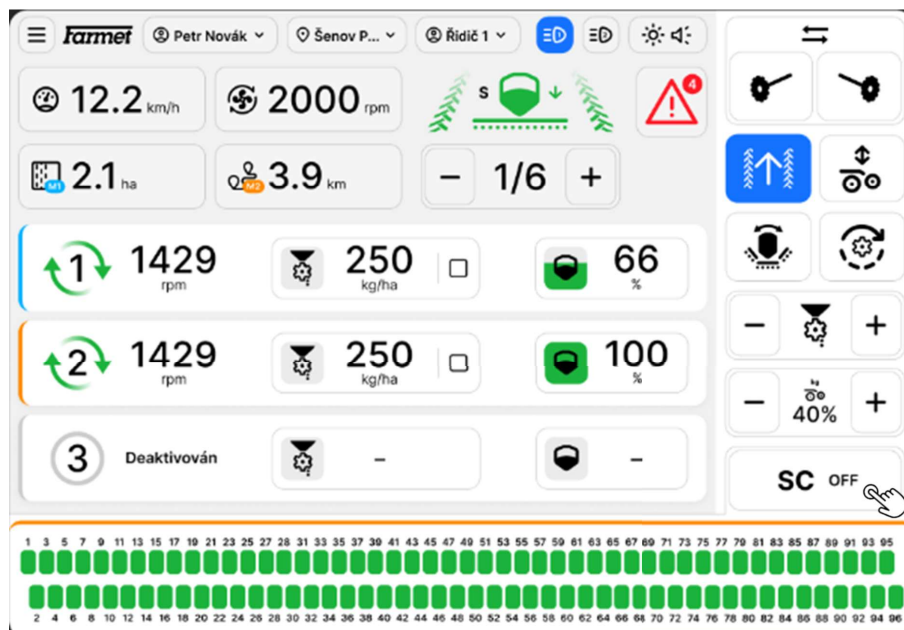 Farmet Petr Novák Šenov P... Řidič 1
12.2 km/h 2000 rpm S 4
2.1 ha M1 3.9 km M2 - 1/6 +
1 1429 rpm 250 kg/ha 66 %
- +
2 1429 rpm 250 kg/ha 100 %
- kg 40% +
3 Deaktivován - -
SC OFF
1 3 5 7 9 11 13 15 17 19 21 23 25 27 28 31 33 35 37 39 41 43 45 47 49 51 53 55 57 59 61 63 65 67 69 71 73 75 77 79 81 83 85 87 89 91 93 95
2 4 6 8 10 12 14 16 18 20 22 24 26 28 30 32 34 36 38 40 42 44 46 48 50 52 54 56 58 60 62 64 66 68 70 72 74 76 78 80 82 84 86 88 90 92 94 96